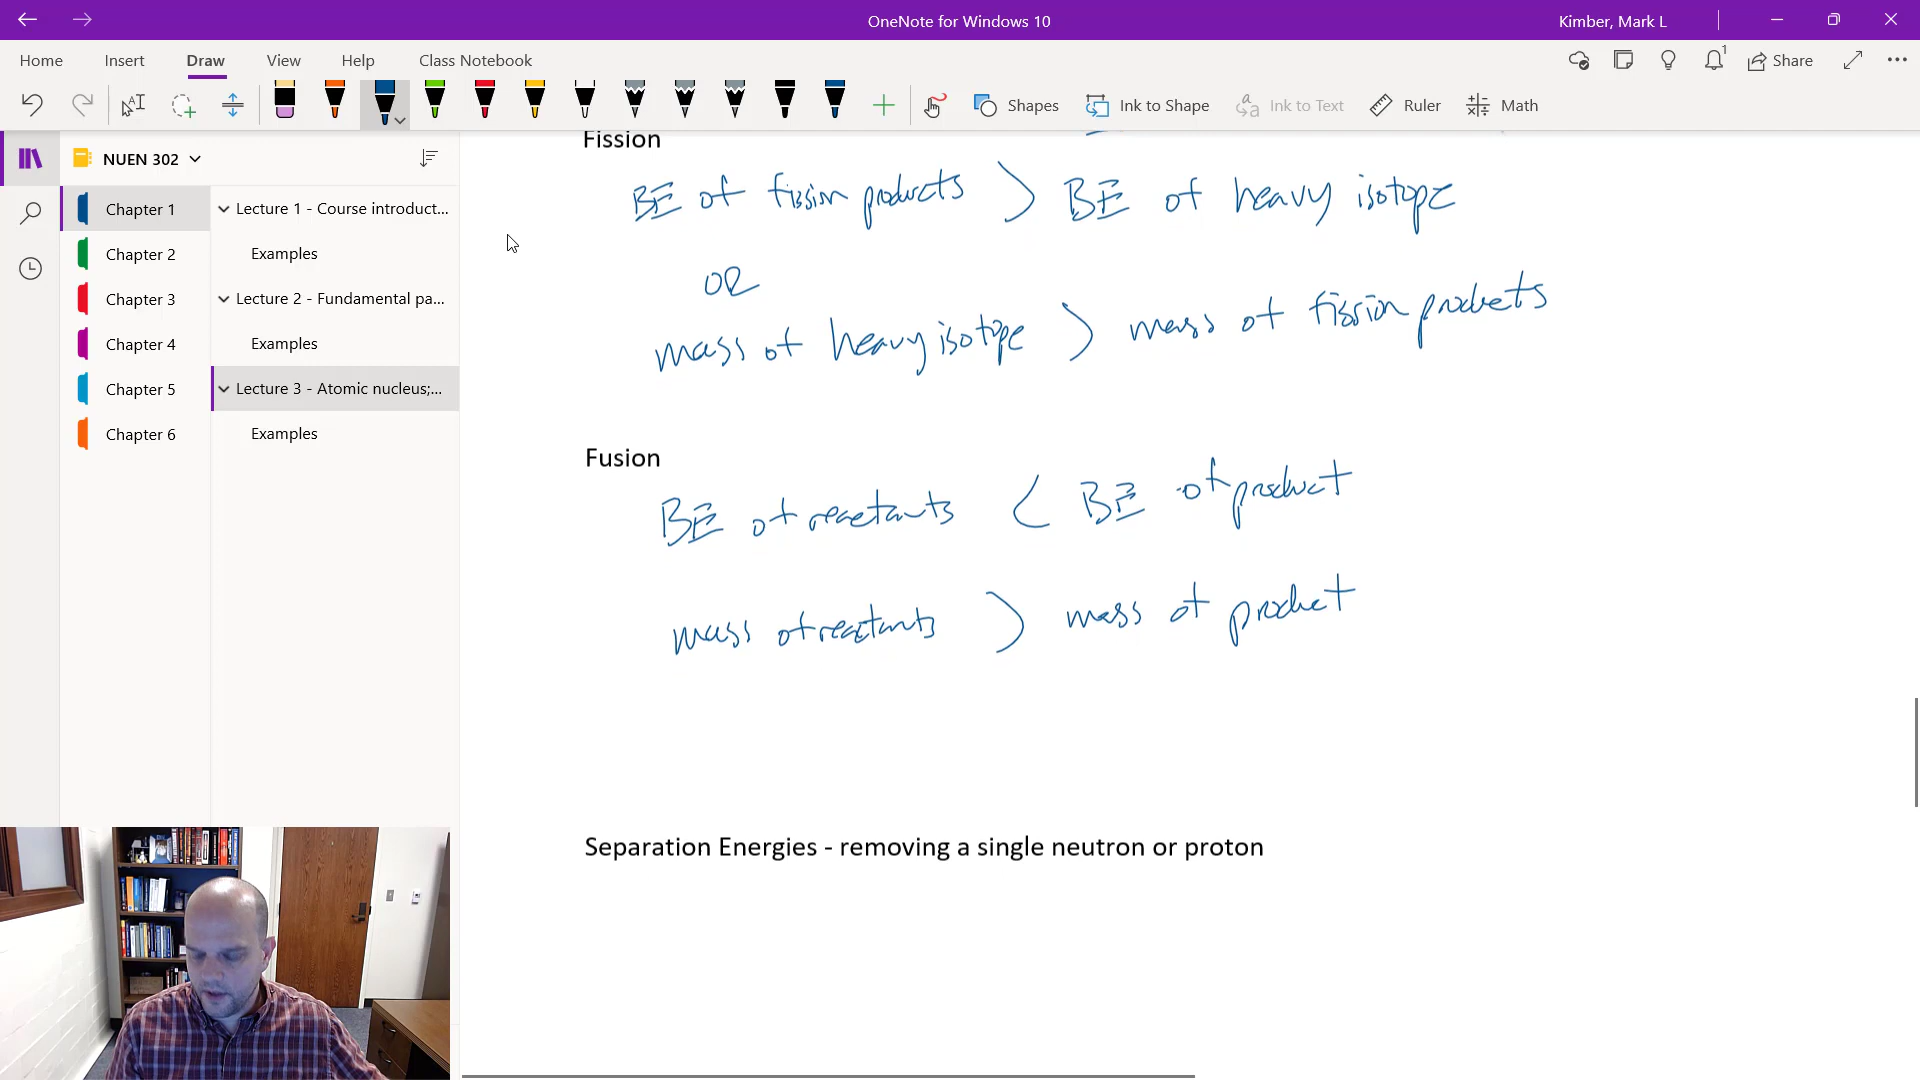 OneNote for Windows 10
Kimber, Mark L
Home Insert Draw View Help Class Notebook
1
Share
Shapes Ink to Shape Ink to Text Ruler Math
NUEN 302
Chapter 1
Chapter 2
Chapter 3
Chapter 4
Chapter 5
Chapter 6
Lecture 1 - Course introduct...
Examples
Lecture 2 - Fundamental pa...
Examples
Lecture 3 - Atomic nucleus;...
Examples
Fission
BE of fission products > BE of heavy isotope
OR
mass of heavy isotope > mass of fission products
Fusion
BE of reactants < BE of product
mass of reactants > mass of product
Separation Energies - removing a single neutron or proton